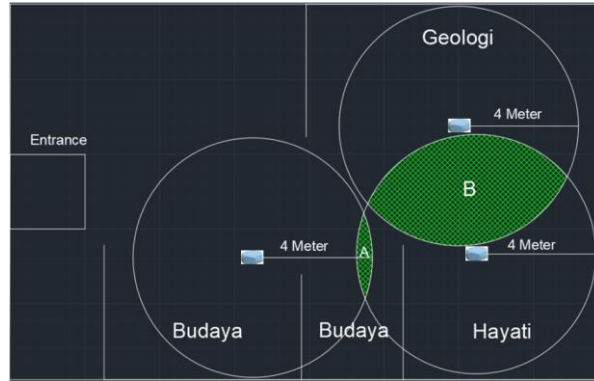 Geologi
4 Meter
Entrance
B
4 Meter
A
4 Meter
Budaya
Budaya
Hayati